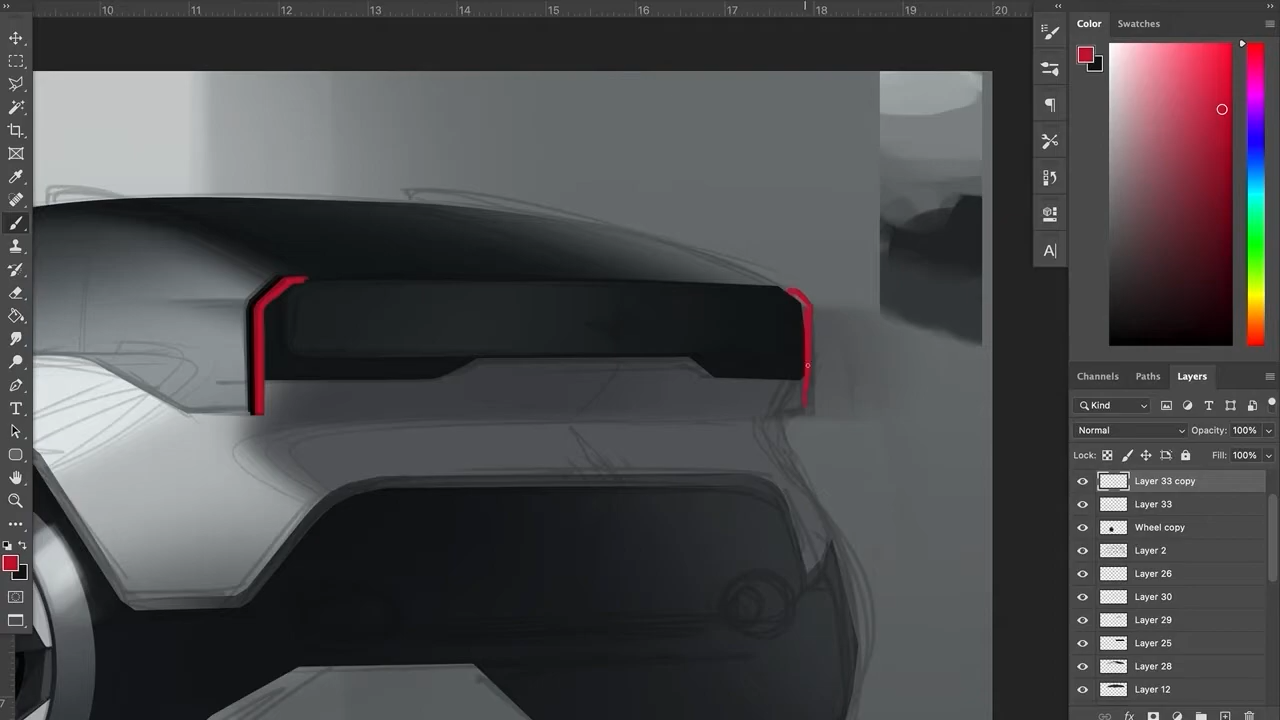 10 11 12 13 14 15 16 17 18 19 20
Color Swatches
Channels Paths Layers
Kind
Normal Opacity: 100%
Lock: Fill: 100%
Layer 33 copy
Layer 33
Wheel copy
Layer 2
Layer 26
Layer 30
Layer 29
Layer 25
Layer 28
Layer 12
7
fx